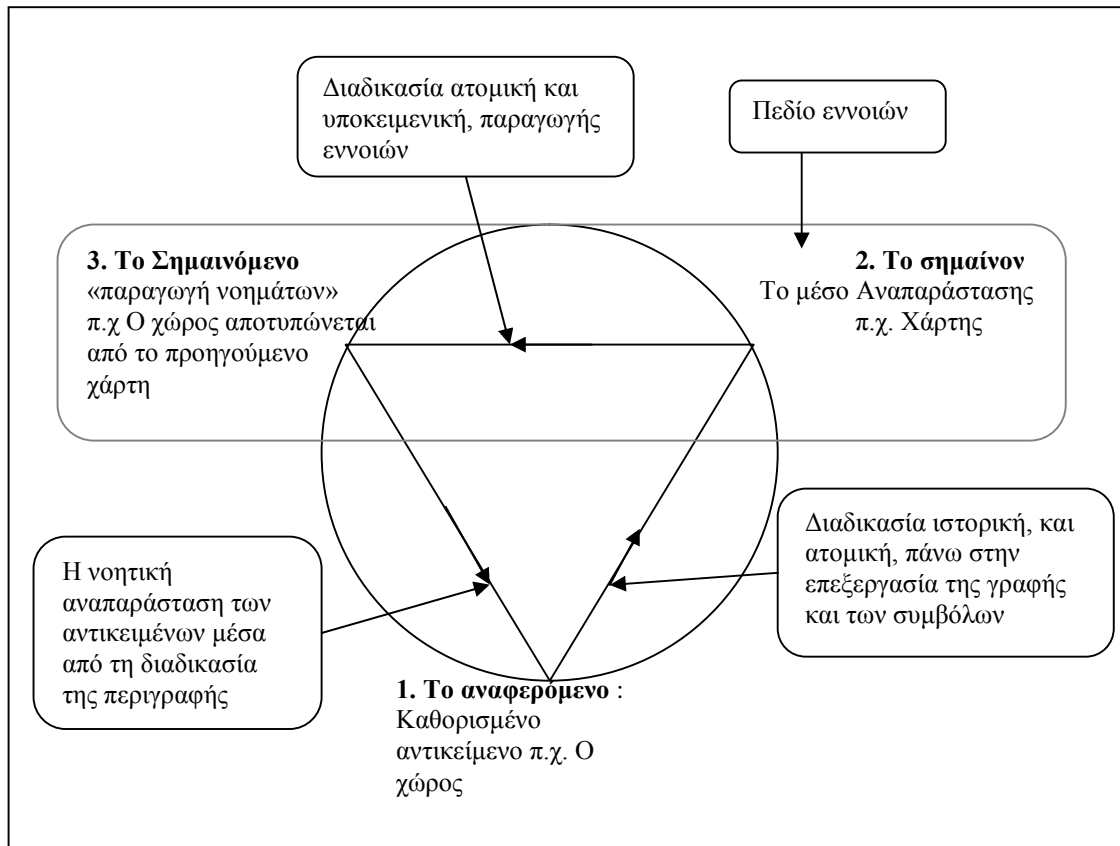 Διαδικασία ατομική και
υποκειμενική, παραγωγής
εννοιών
Πεδίο εννοιών
3. Το Σημαινόμενο
«παραγωγή νοημάτων»
π.χ Ο χώρος αποτυπώνεται
από το προηγούμενο
χάρτη
2. Το σημαίνον
Το μέσο Αναπαράστασης
π.χ. Χάρτης
Η νοητική
αναπαράσταση των
αντικειμένων μέσα
από τη διαδικασία
της περιγραφής
Διαδικασία ιστορική, και
ατομική, πάνω στην
επεξεργασία της γραφής
και των συμβόλων
1. Το αναφερόμενο :
Καθορισμένο
αντικείμενο π.χ. Ο
χώρος